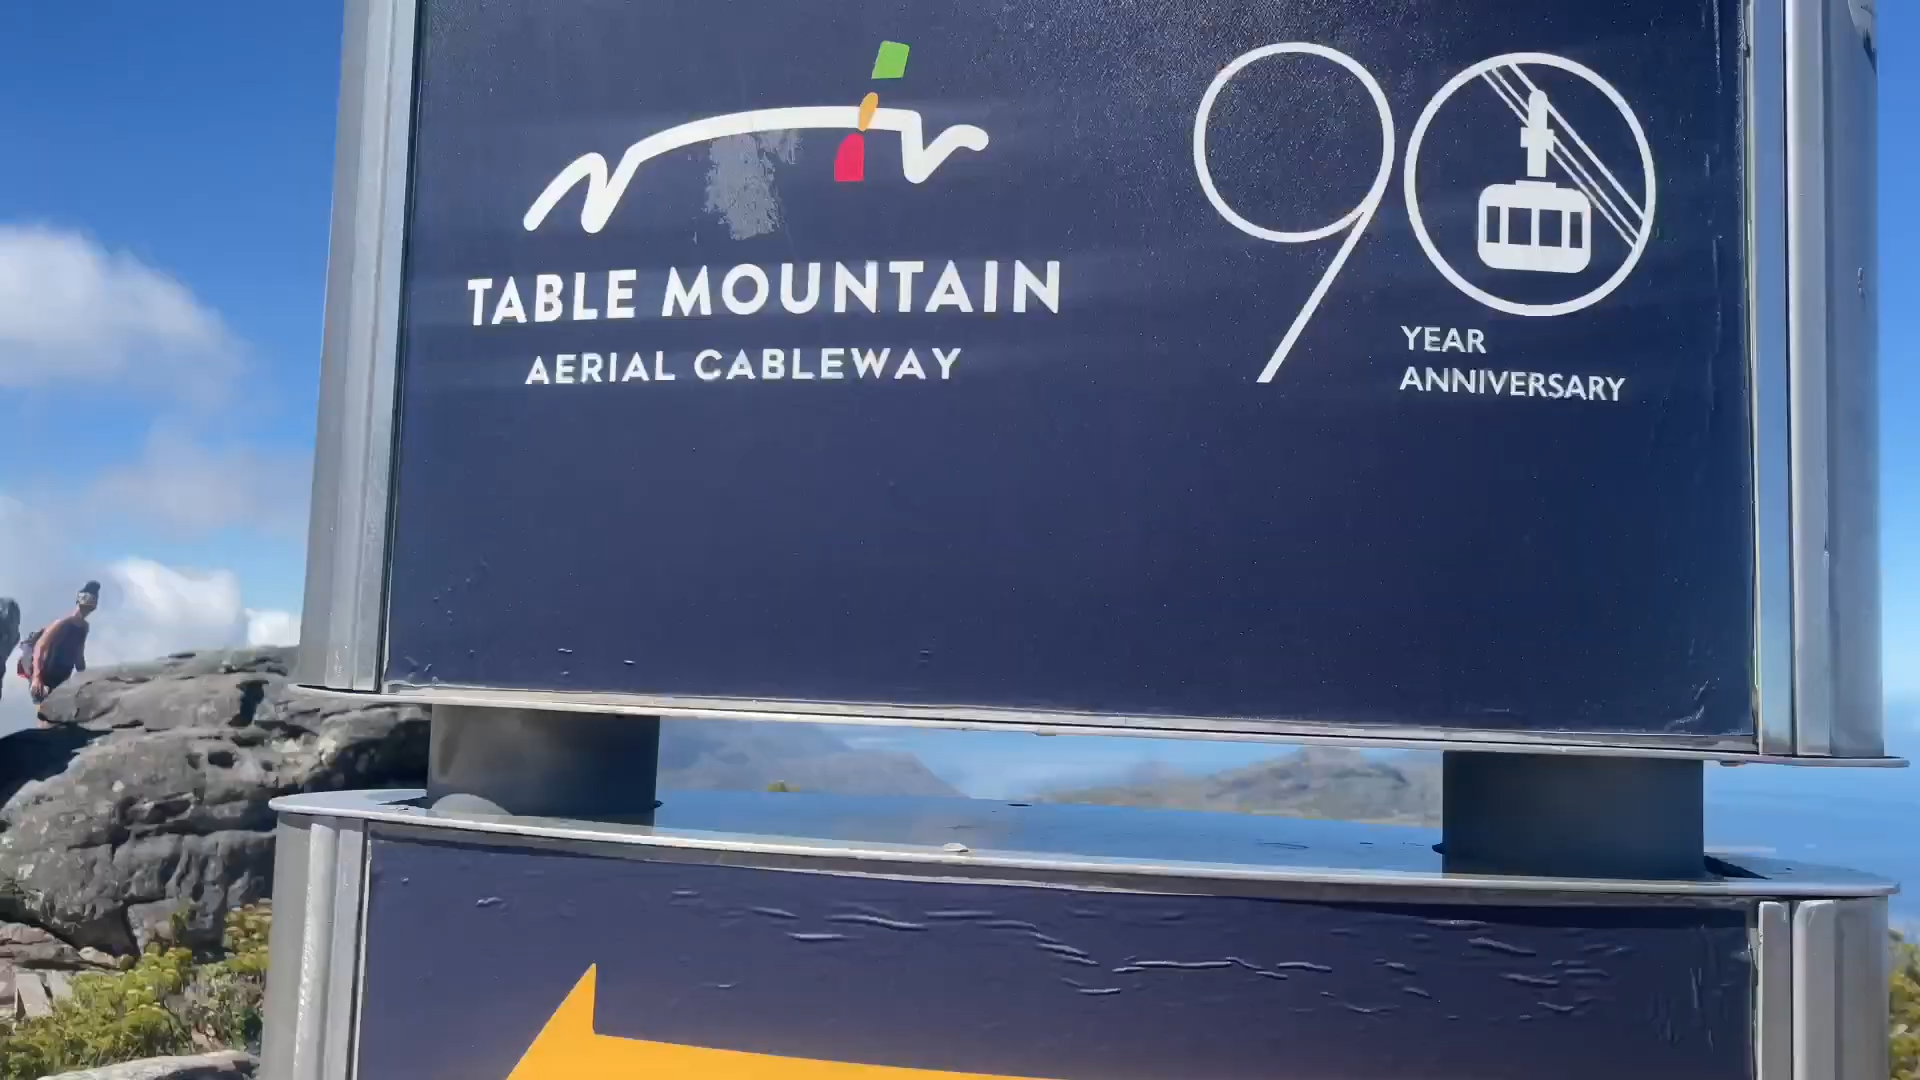 TABLE MOUNTAIN
AERIAL CABLEWAY
90
YEAR
ANNIVERSARY